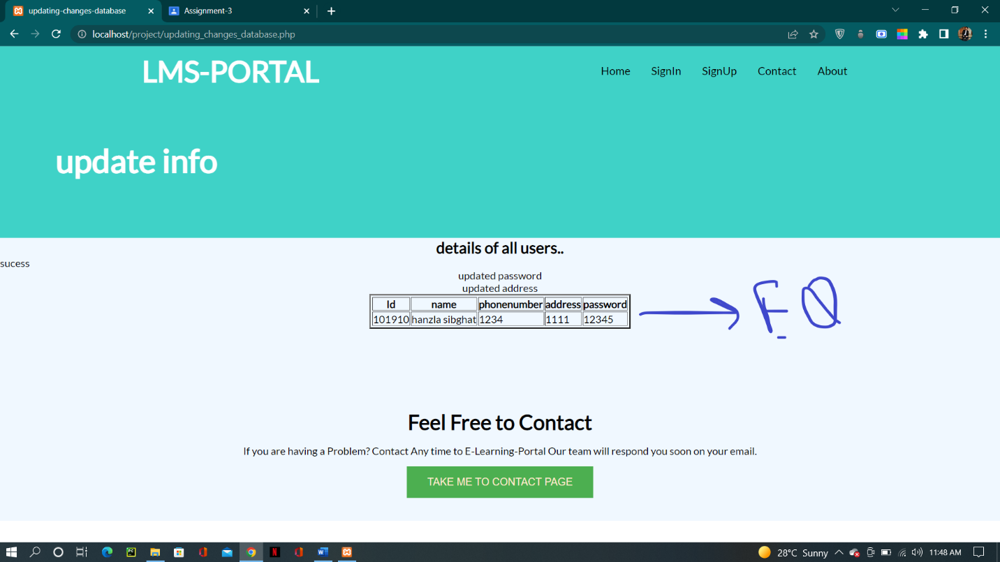 updating-changes-database
Assignment-3
localhost/project/updating_changes_database.php
LMS-PORTAL
Home SignIn SignUp Contact About
update info
details of all users..
sucess
updated password
updated address
Id name phonenumber address password
101910 hanzla sibghat 1234 1111 12345
Feel Free to Contact
If you are having a Problem? Contact Any time to E-Learning-Portal Our team will respond you soon on your email.
TAKE ME TO CONTACT PAGE
28°C Sunny 11:48 AM